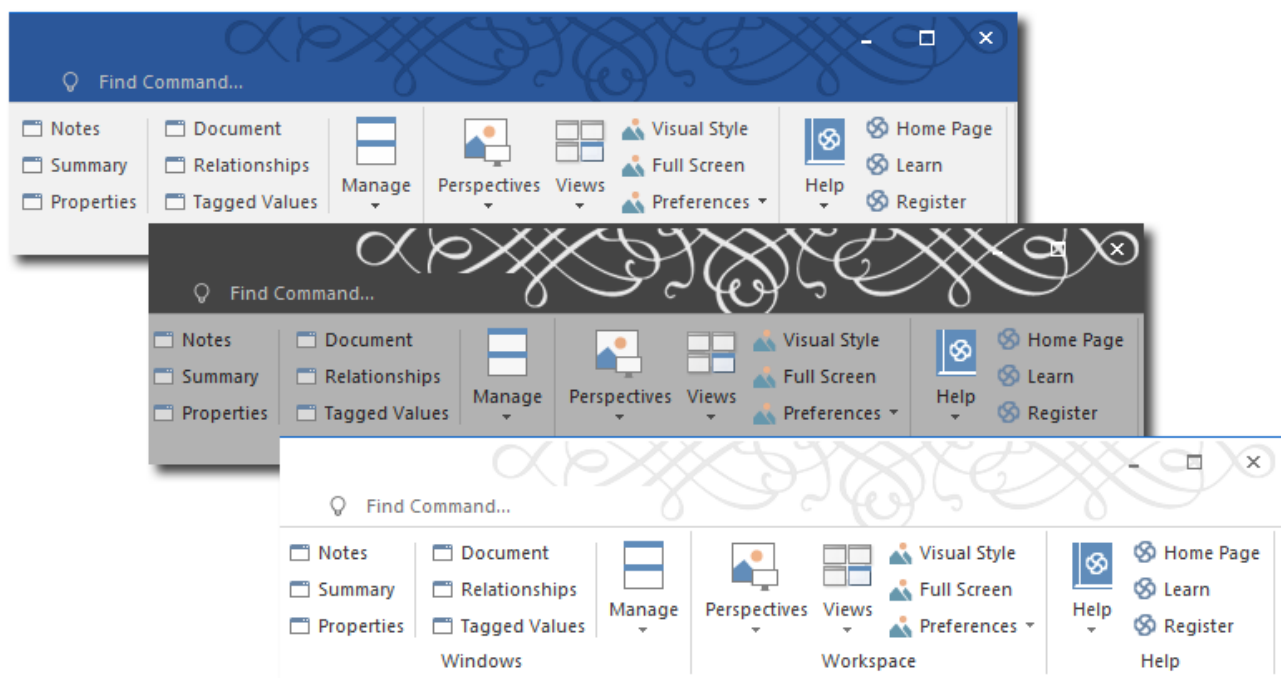 Find Command...
Notes Document Visual Style Home Page
Summary Relationships Full Screen Learn
Manage Perspectives Views Help
Properties Tagged Values Preferences Register
Find Command...
Notes Document Visual Style Home Page
Summary Relationships Full Screen Learn
Manage Perspectives Views Help
Properties Tagged Values Preferences Register
Find Command...
Notes Document Visual Style Home Page
Summary Relationships Full Screen Learn
Manage Perspectives Views Help
Properties Tagged Values Preferences Register
Windows Workspace Help